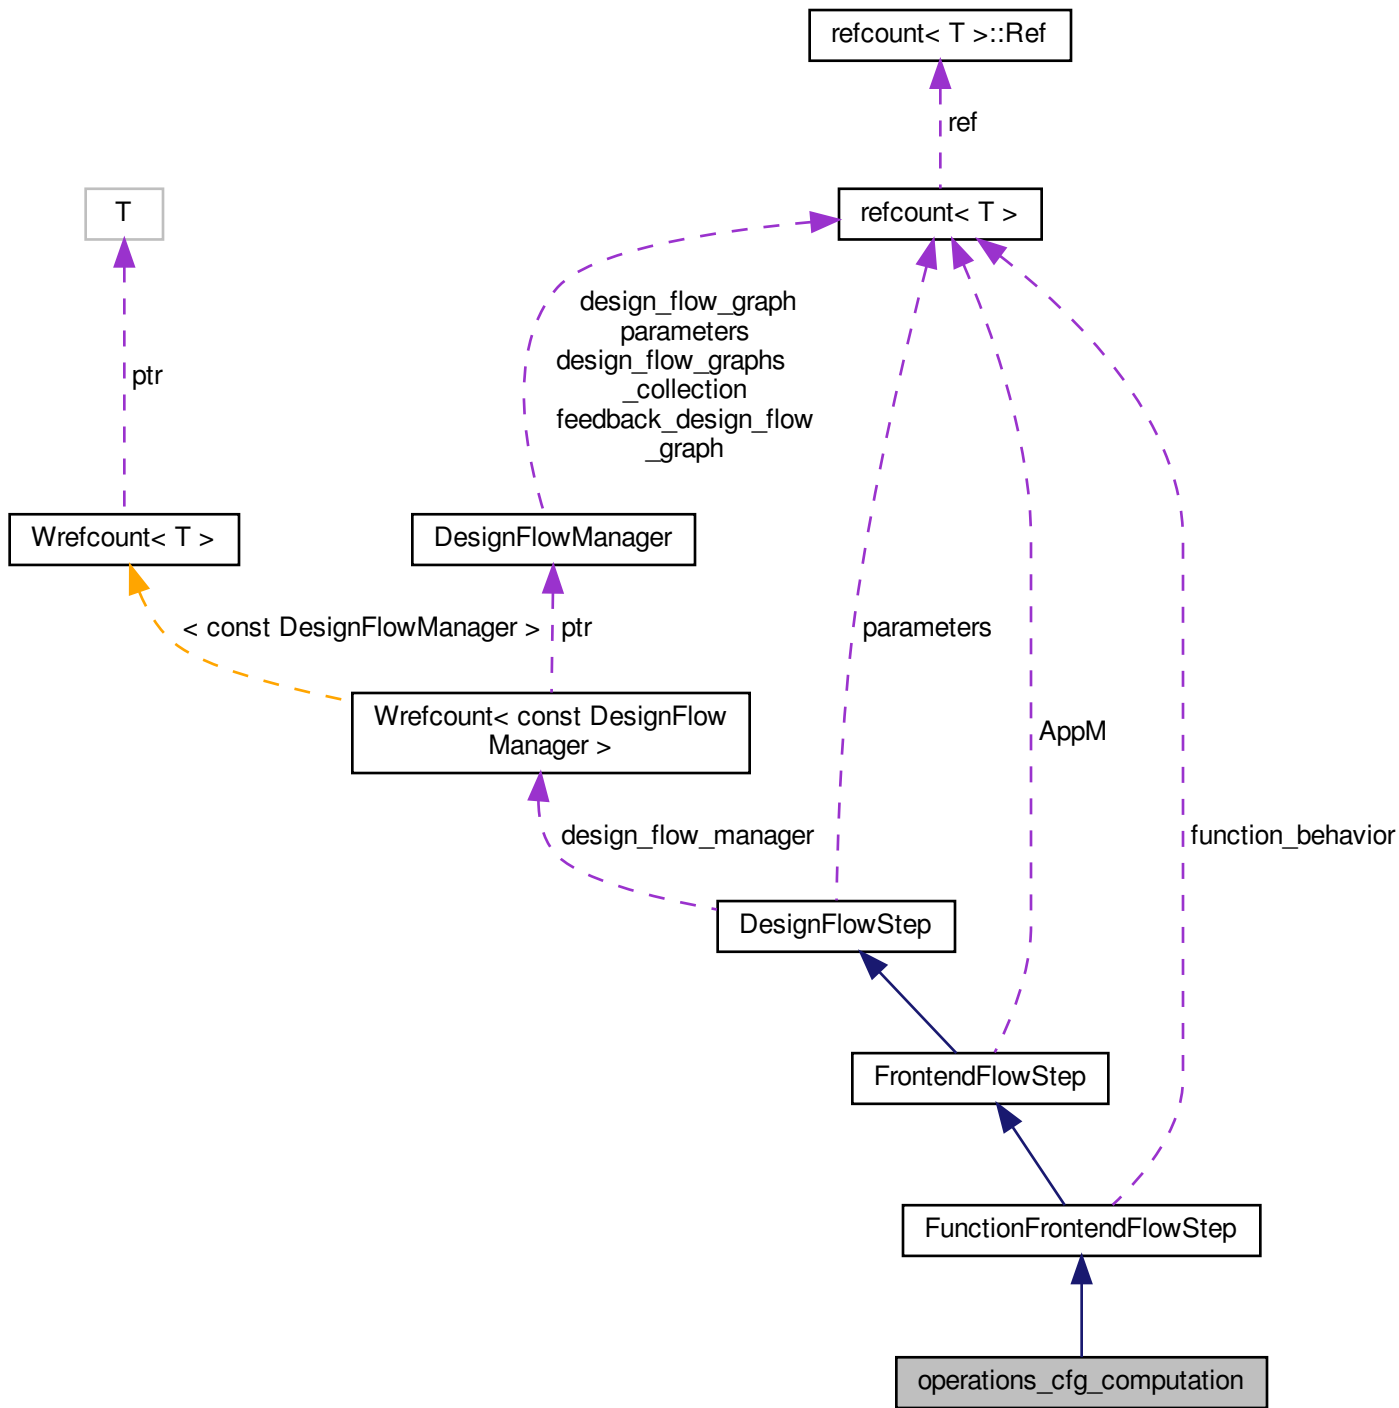 refcount< T >::Ref
ref
T
refcount< T >
design_flow_graph
parameters
design_flow_graphs
_collection
feedback_design_flow
_graph
ptr
Wrefcount< T >
DesignFlowManager
< const DesignFlowManager >
ptr
parameters
Wrefcount< const DesignFlow
Manager >
AppM
design_flow_manager
function_behavior
DesignFlowStep
FrontendFlowStep
FunctionFrontendFlowStep
operations_cfg_computation